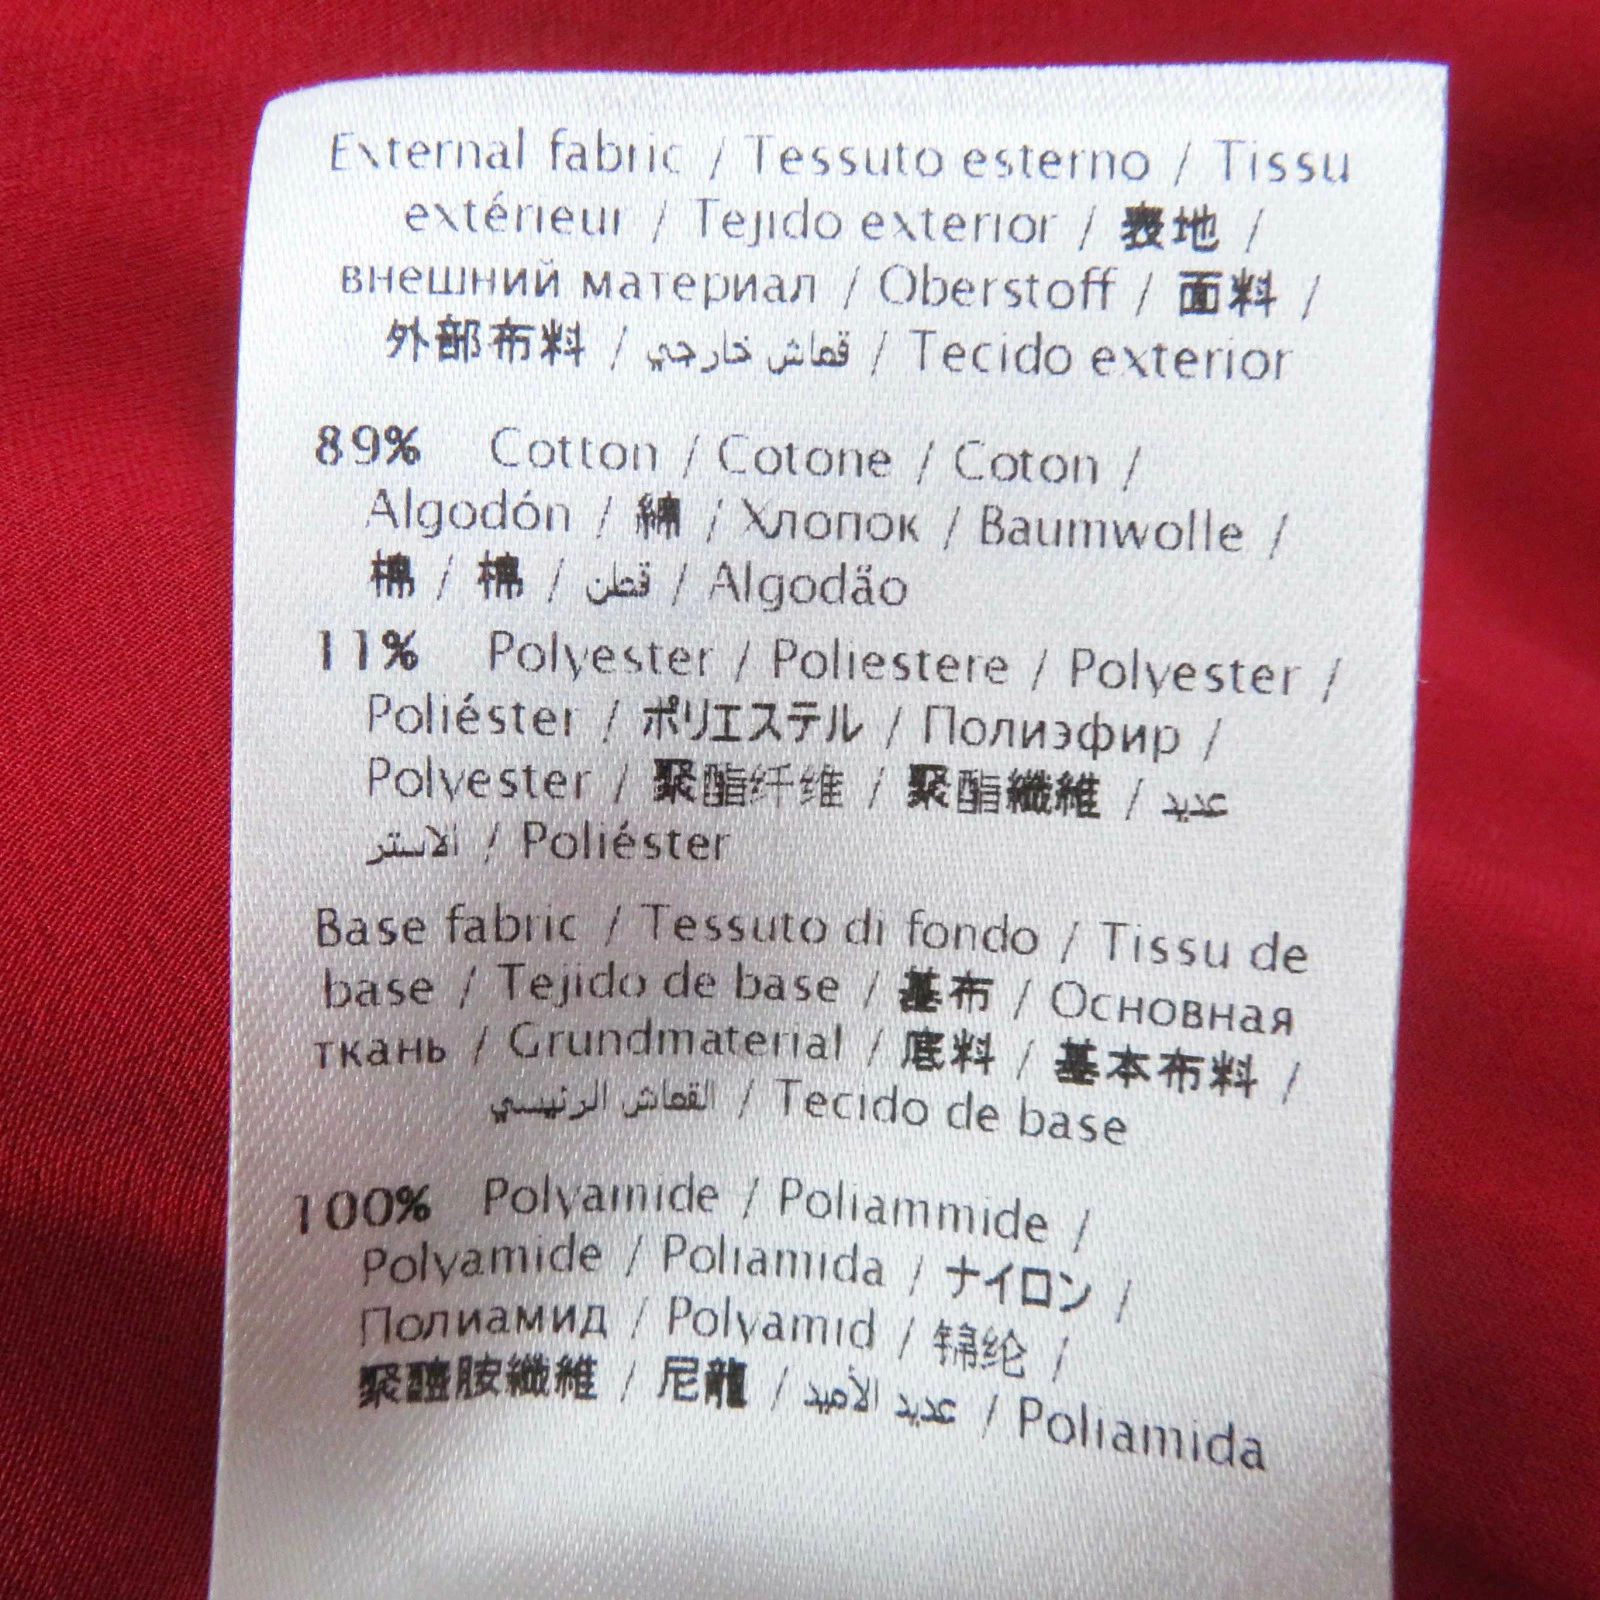 External fabric / Tessuto esterno / Tissu
extérieur / Tejido exterior / 表地 /
внешний материал / Oberstoff / 面料 /
外部布料 / قماش خارجي / Tecido exterior
89% Cotton / Cotone / Coton /
Algodón / 綿 / Хлопок / Baumwolle /
棉 / 棉 / قطن / Algodäo
11% Polyester / Poliestere / Polyester /
Poliéster / ポリエステル / Полиэфир /
Polyester / 聚酯纤维 / 聚酯纖維 / عديد
الاستر / Poliéster
Base fabric / Tessuto di fondo / Tissu de
base / Tejido de base / 基布 / Основная
ткань / Grundmaterial / 底料 / 基本布料 /
القماش الرئيسي / Tecido de base
100% Polyamide / Poliammide /
Polyamide / Poliamida / ナイロン /
Полиамид / Polyamid / 锦纶 /
聚醯胺纖維 / 尼龍 / عديد الأميد / Poliamida